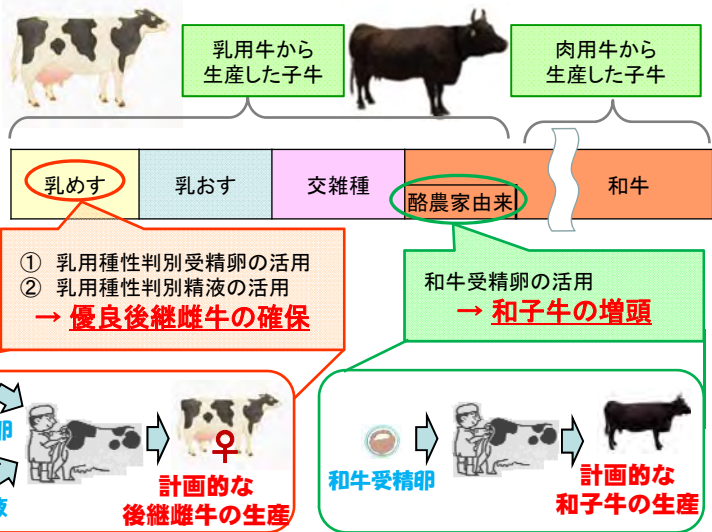 乳用牛から
生産した子牛
肉用牛から
生産した子牛
乳めす
乳おす
交雑種
酪農家由来
和牛
① 乳用種性判別受精卵の活用
② 乳用種性判別精液の活用
→ 優良後継雌牛の確保
和牛受精卵の活用
→ 和子牛の増頭
卵
液
♀
計画的な
後継雌牛の生産
和牛受精卵
計画的な
和子牛の生産